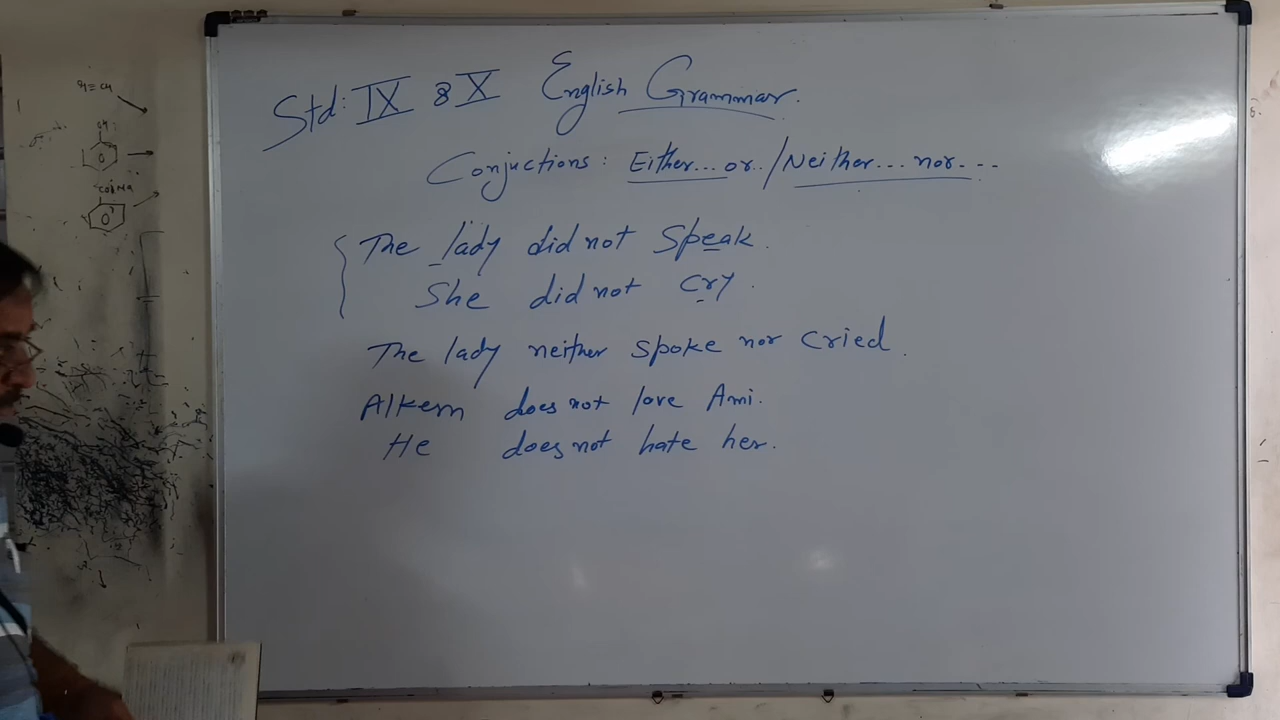 Std: IX & X English Grammar.
Conjuctions: Either... or../Neither... nor...
The lady did not speak.
She did not cry.
The lady neither spoke nor cried.
Alkem does not love Ami.
He does not hate her.